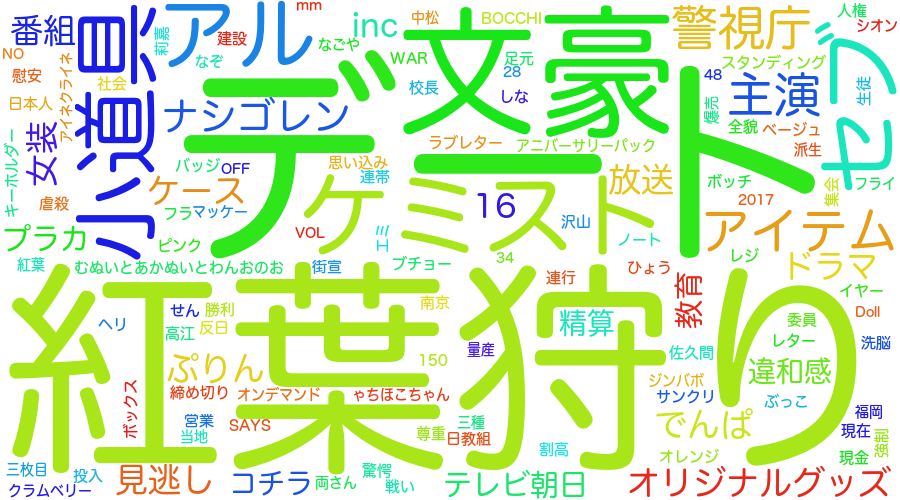 番組
小道具
アル
mm
利嘉
建設
なぞ
なごや
inc
中松
BOCCHI
WAR
足元
文豪
警視庁
人権
シオン
スタンディング
セブ
NO
慰安
アイネクライネ
社会
日本人
女装
キーホルダー
虐殺
ナシゴレン
デート
校長
28
しな
48
主演
爆売
生徒
全貌
ベージュ
派生
バッジ
OFF
ラブレター
アニバーサリーパック
思い込み
連帯
ケース
フラ
マッケー
ケミスト
放送
ボッチ
集会
フライ
2017
プラカ
ピンク
VOL
エミ
16
沢山
ノート
アイテム
紅葉
むぬいとあかぬいとわんおのお
街宣
ブチョー
34
連行
ひょう
レジ
ドラマ
イヤー
紅葉狩り
ヘリ
せん
勝利
高江
反日
南京
精算
教育
委員
Doll
レター
洗脳
量産
佐久間
違和感
ぷりん
150
ジンバボ
サンクリ
ぶっこ
ボックス
締め切り
オンデマンド
ゃちほこちゃん
営業
当地
SAYS
尊重
三種
日教組
割高
でんぱ
オレンジ
福岡
現在
強制
三枚目
投入
クラムベリー
見逃し
コチラ
両さん
驚愕
戦い
テレビ朝日
オリジナルグッズ
現金